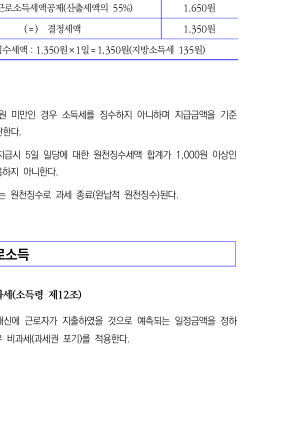 근로소득세액공제(산출세액의 55%) 1,650원
(=) 결정세액 1,350원
징수세액 : 1,350원×1일=1,350원(지방소득세 135원)
원 미만인 경우 소득세를 징수하지 아니하며 지급금액을 기준
한다.
지급시 5일 일당에 대한 원천징수세액 합계가 1,000원 이상인
하지 아니한다.
는 원천징수로 과세 종료(완납적 원천징수)된다.
로소득
과세(소득령 제12조)
대신에 근로자가 지출하였을 것으로 예측되는 일정금액을 정하
비과세(과세권 포기)를 적용한다.